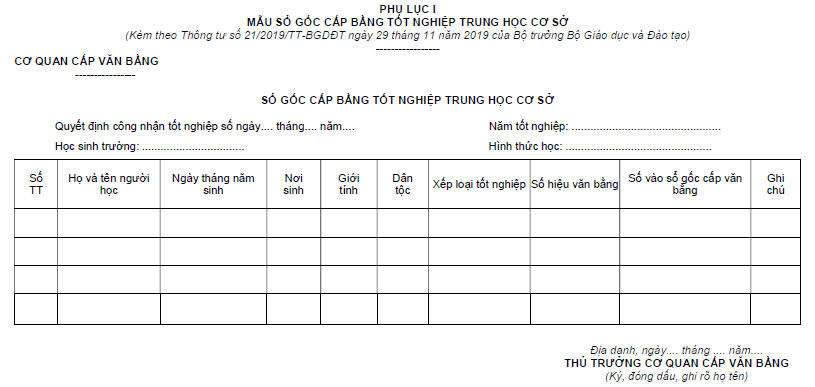 PHỤ LỤC I
MẪU SỔ GỐC CẤP BẰNG TỐT NGHIỆP TRUNG HỌC CƠ SỞ
(Kèm theo Thông tư số 21/2019/TT-BGDĐT ngày 29 tháng 11 năm 2019 của Bộ trưởng Bộ Giáo dục và Đào tạo)
-----------------
CƠ QUAN CẤP VĂN BẰNG
----------------
SỔ GỐC CẤP BẰNG TỐT NGHIỆP TRUNG HỌC CƠ SỞ
Quyết định công nhận tốt nghiệp số ngày.... tháng.... năm.... Năm tốt nghiệp: ................................................
Học sinh trường: ................................. Hình thức học: ...............................................
Số TT Họ và tên người học Ngày tháng năm sinh Nơi sinh Giới tính Dân tộc Xếp loại tốt nghiệp Số hiệu văn bằng Số vào sổ gốc cấp văn bằng Ghi chú
Địa danh, ngày.... tháng .... năm....
THỦ TRƯỞNG CƠ QUAN CẤP VĂN BẰNG
(Ký, đóng dấu, ghi rõ họ tên)